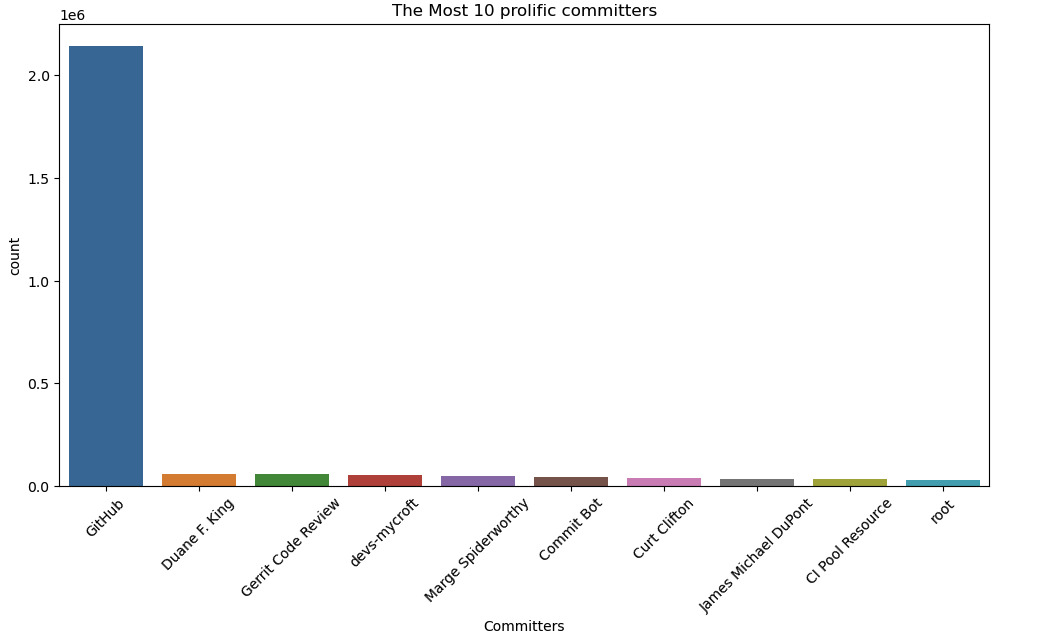 The Most 10 prolific committers
1e6
2.0
1.5
1.0
0.5
0.0
count
GitHub
Duane F. King
Gerrit Code Review
devs-mycroft
Marge Spiderworthy
Commit Bot
Curt Clifton
James Michael DuPont
CI Pool Resource
root
Committers